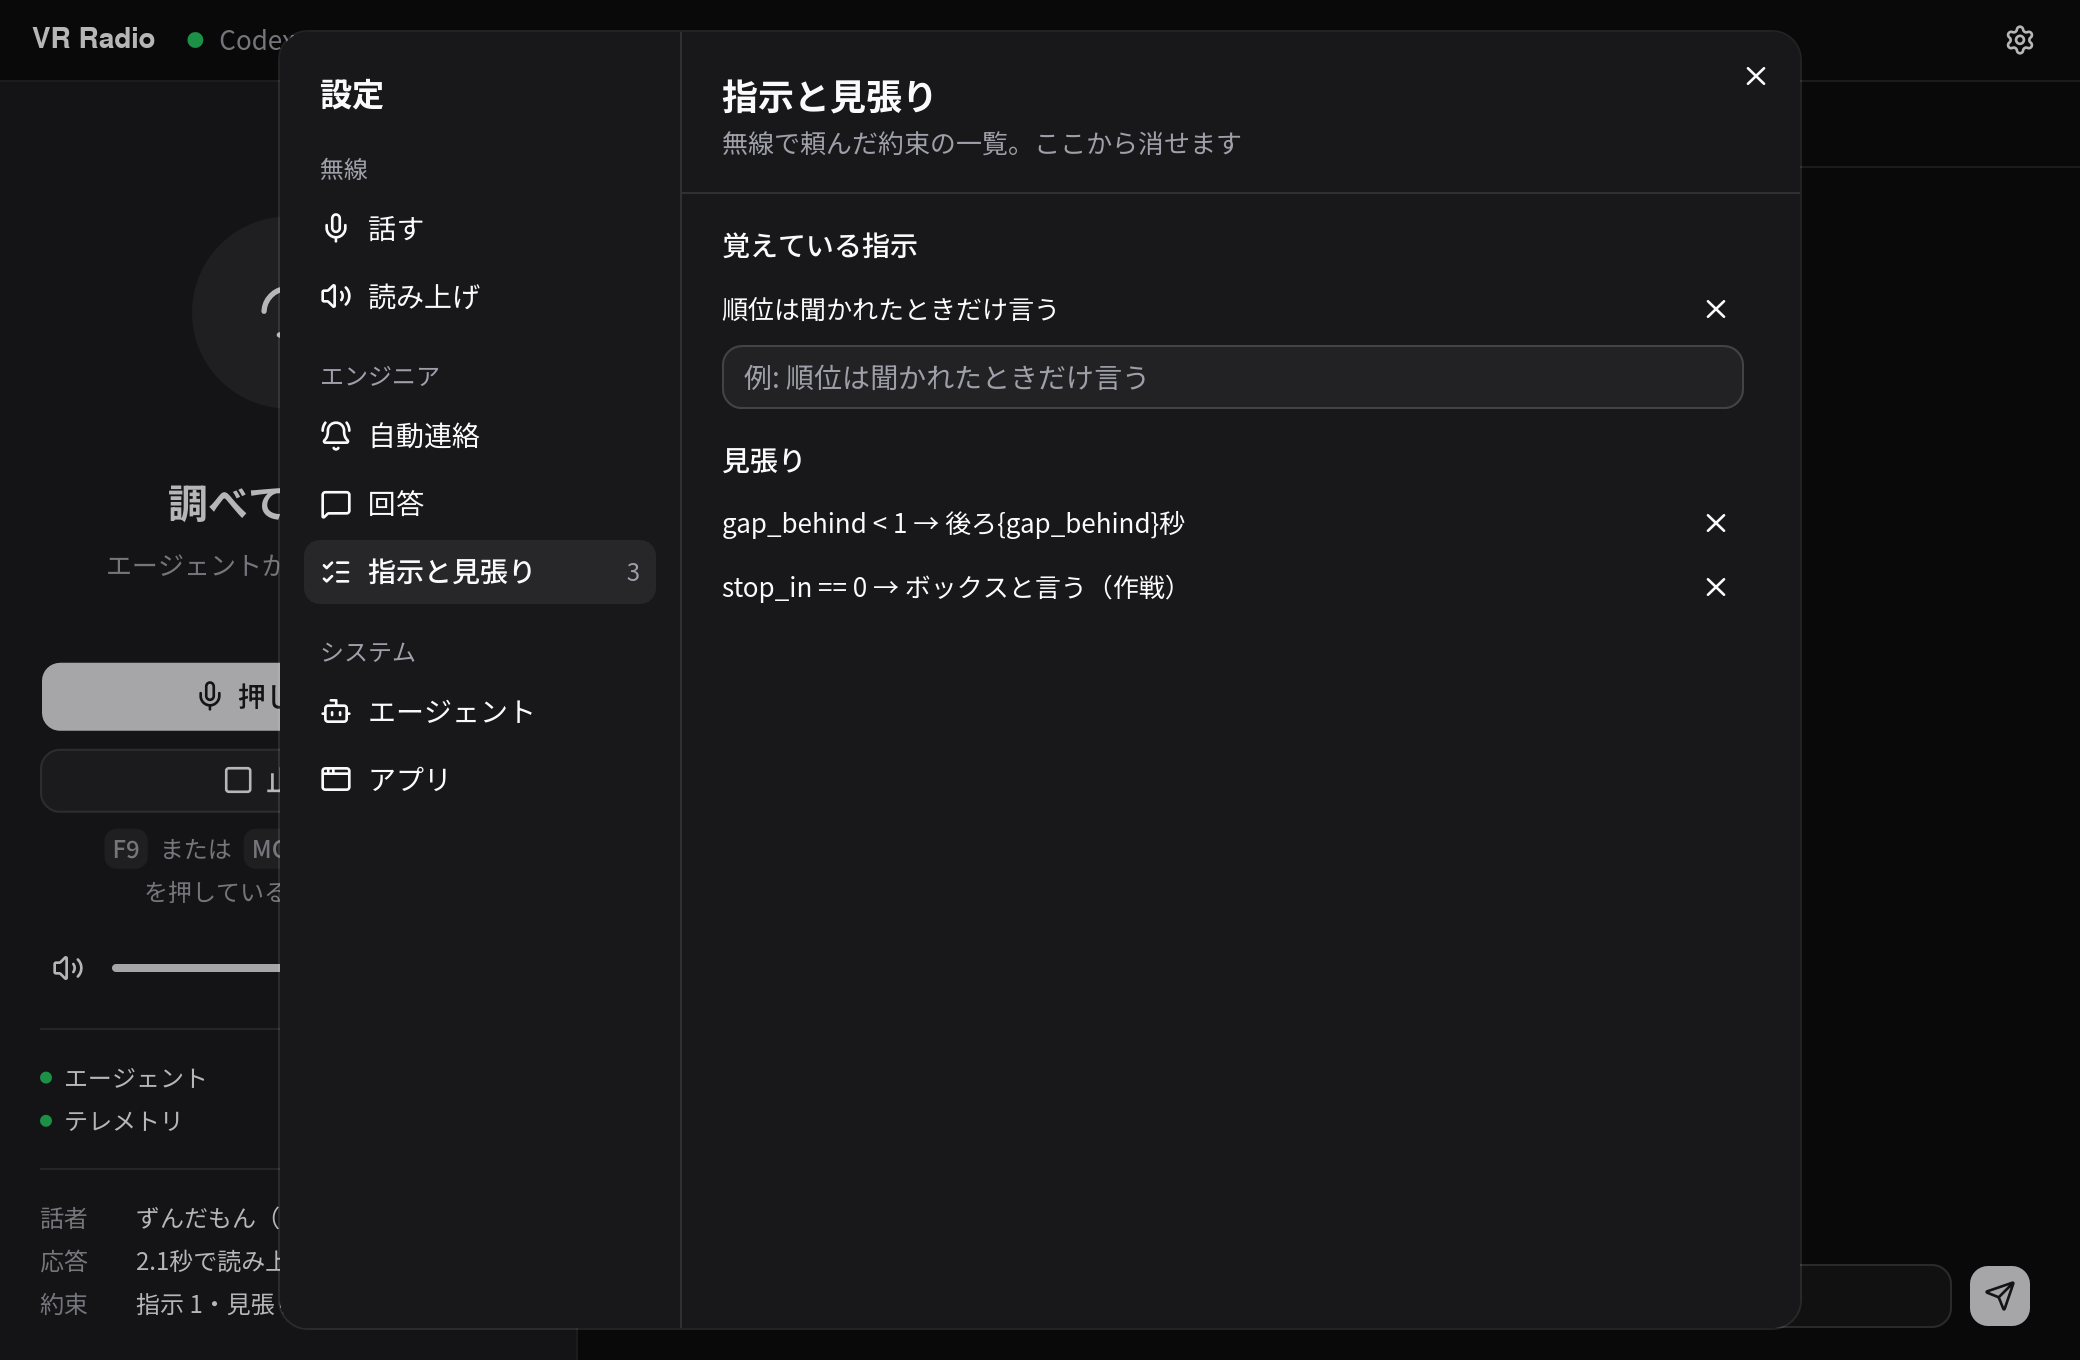 VR Radio
Codex
設定
無線
話す
読み上げ
エンジニア
自動連絡
回答
指示と見張り 3
システム
エージェント
アプリ
指示と見張り
無線で頼んだ約束の一覧。ここから消せます
覚えている指示
順位は聞かれたときだけ言う
例: 順位は聞かれたときだけ言う
見張り
gap_behind < 1 → 後ろ{gap_behind}秒
stop_in == 0 → ボックスと言う（作戦）
調べて
エージェントが
押し
止
F9 または
を押している
エージェント
テレメトリ
話者 ずんだもん（
応答 2.1秒で読み上
約束 指示 1・見張